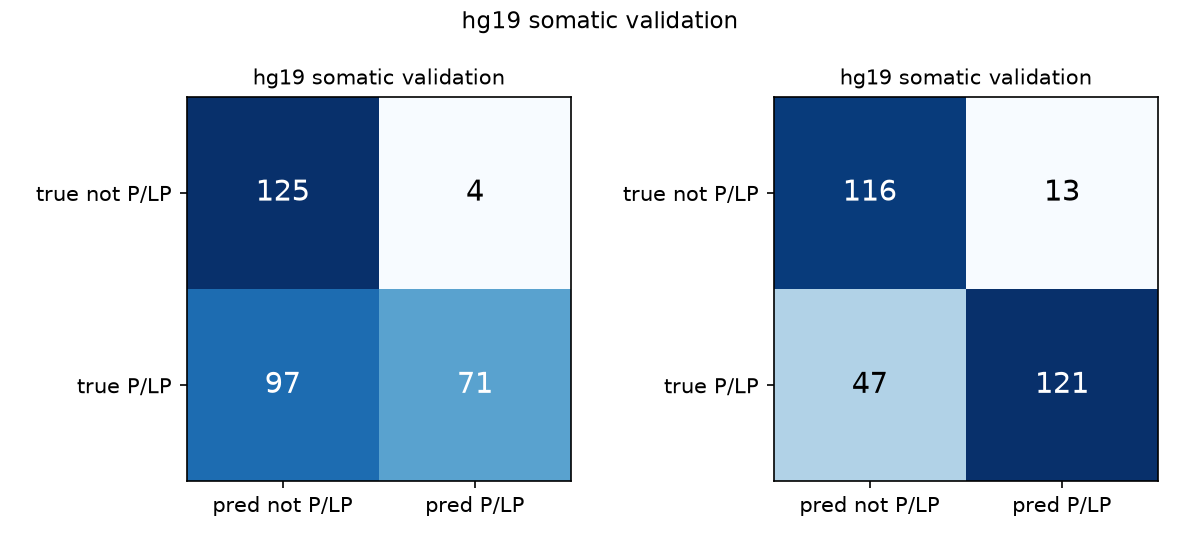 hg19 somatic validation
hg19 somatic validation
true not P/LP
125
4
true P/LP
97
71
pred not P/LP
pred P/LP
hg19 somatic validation
true not P/LP
116
13
true P/LP
47
121
pred not P/LP
pred P/LP